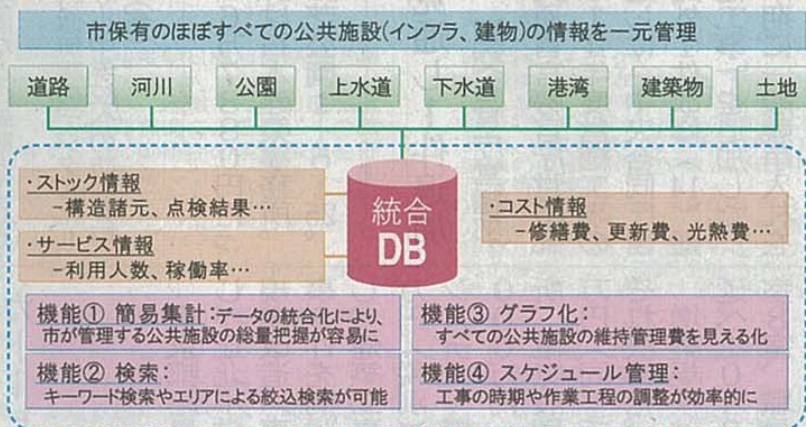 市保有のほぼすべての公共施設(インフラ、建物)の情報を一元管理
道路 河川 公園 上水道 下水道 港湾 建築物 土地
・ストック情報
-構造諸元、点検結果…
・サービス情報
-利用人数、稼働率…
統合
DB
・コスト情報
-修繕費、更新費、光熱費…
機能① 簡易集計:データの統合化により、
市が管理する公共施設の総量把握が容易に
機能② 検索:
キーワード検索やエリアによる絞込検索が可能
機能③ グラフ化:
すべての公共施設の維持管理費を見える化
機能④ スケジュール管理:
工事の時期や作業工程の調整が効率的に